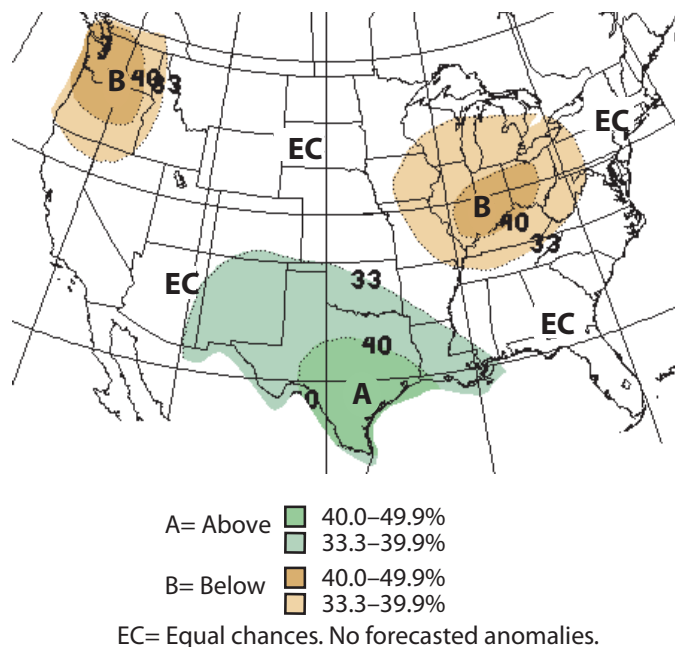 B 40 33
EC
EC
B
40
33
EC
33
EC
40
A
0
A= Above
40.0–49.9%
33.3–39.9%
B= Below
40.0–49.9%
33.3–39.9%
EC= Equal chances. No forecasted anomalies.